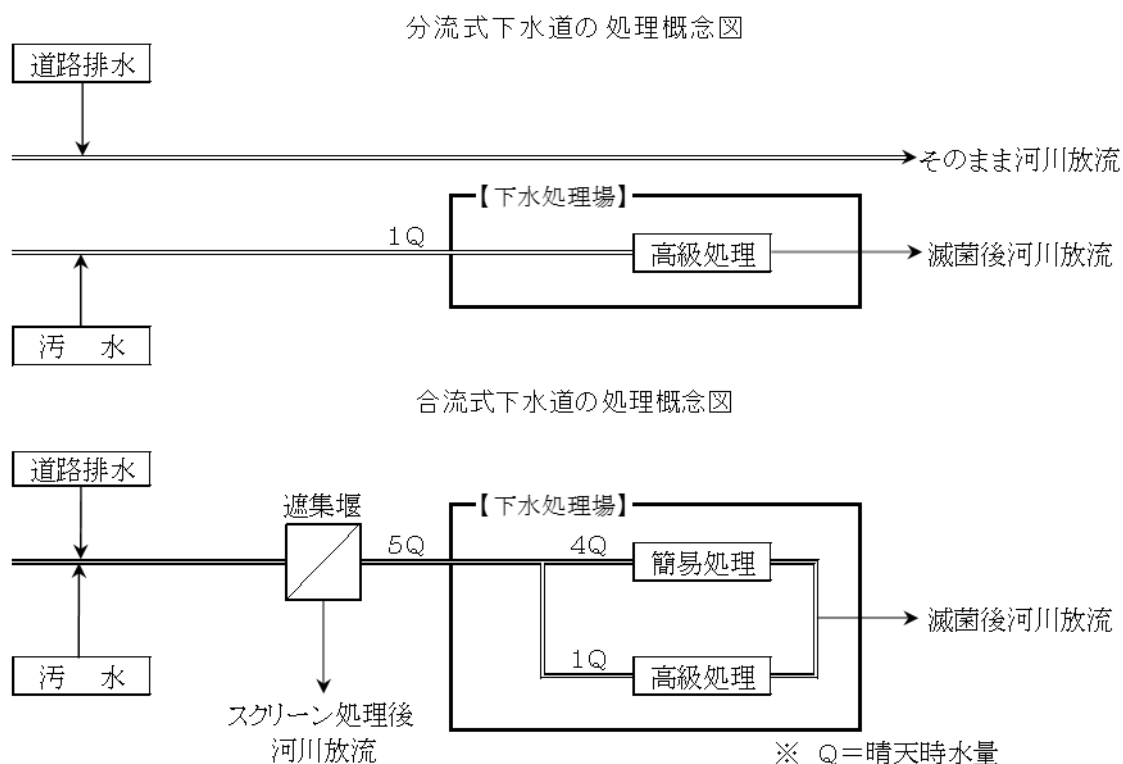 分流式下水道の処理概念図
道路排水
そのまま河川放流
【下水処理場】
1Q
高級処理
滅菌後河川放流
汚　水
合流式下水道の処理概念図
道路排水
遮集堰
【下水処理場】
5Q
4Q
簡易処理
滅菌後河川放流
1Q
高級処理
汚　水
スクリーン処理後
河川放流
※ Q＝晴天時水量